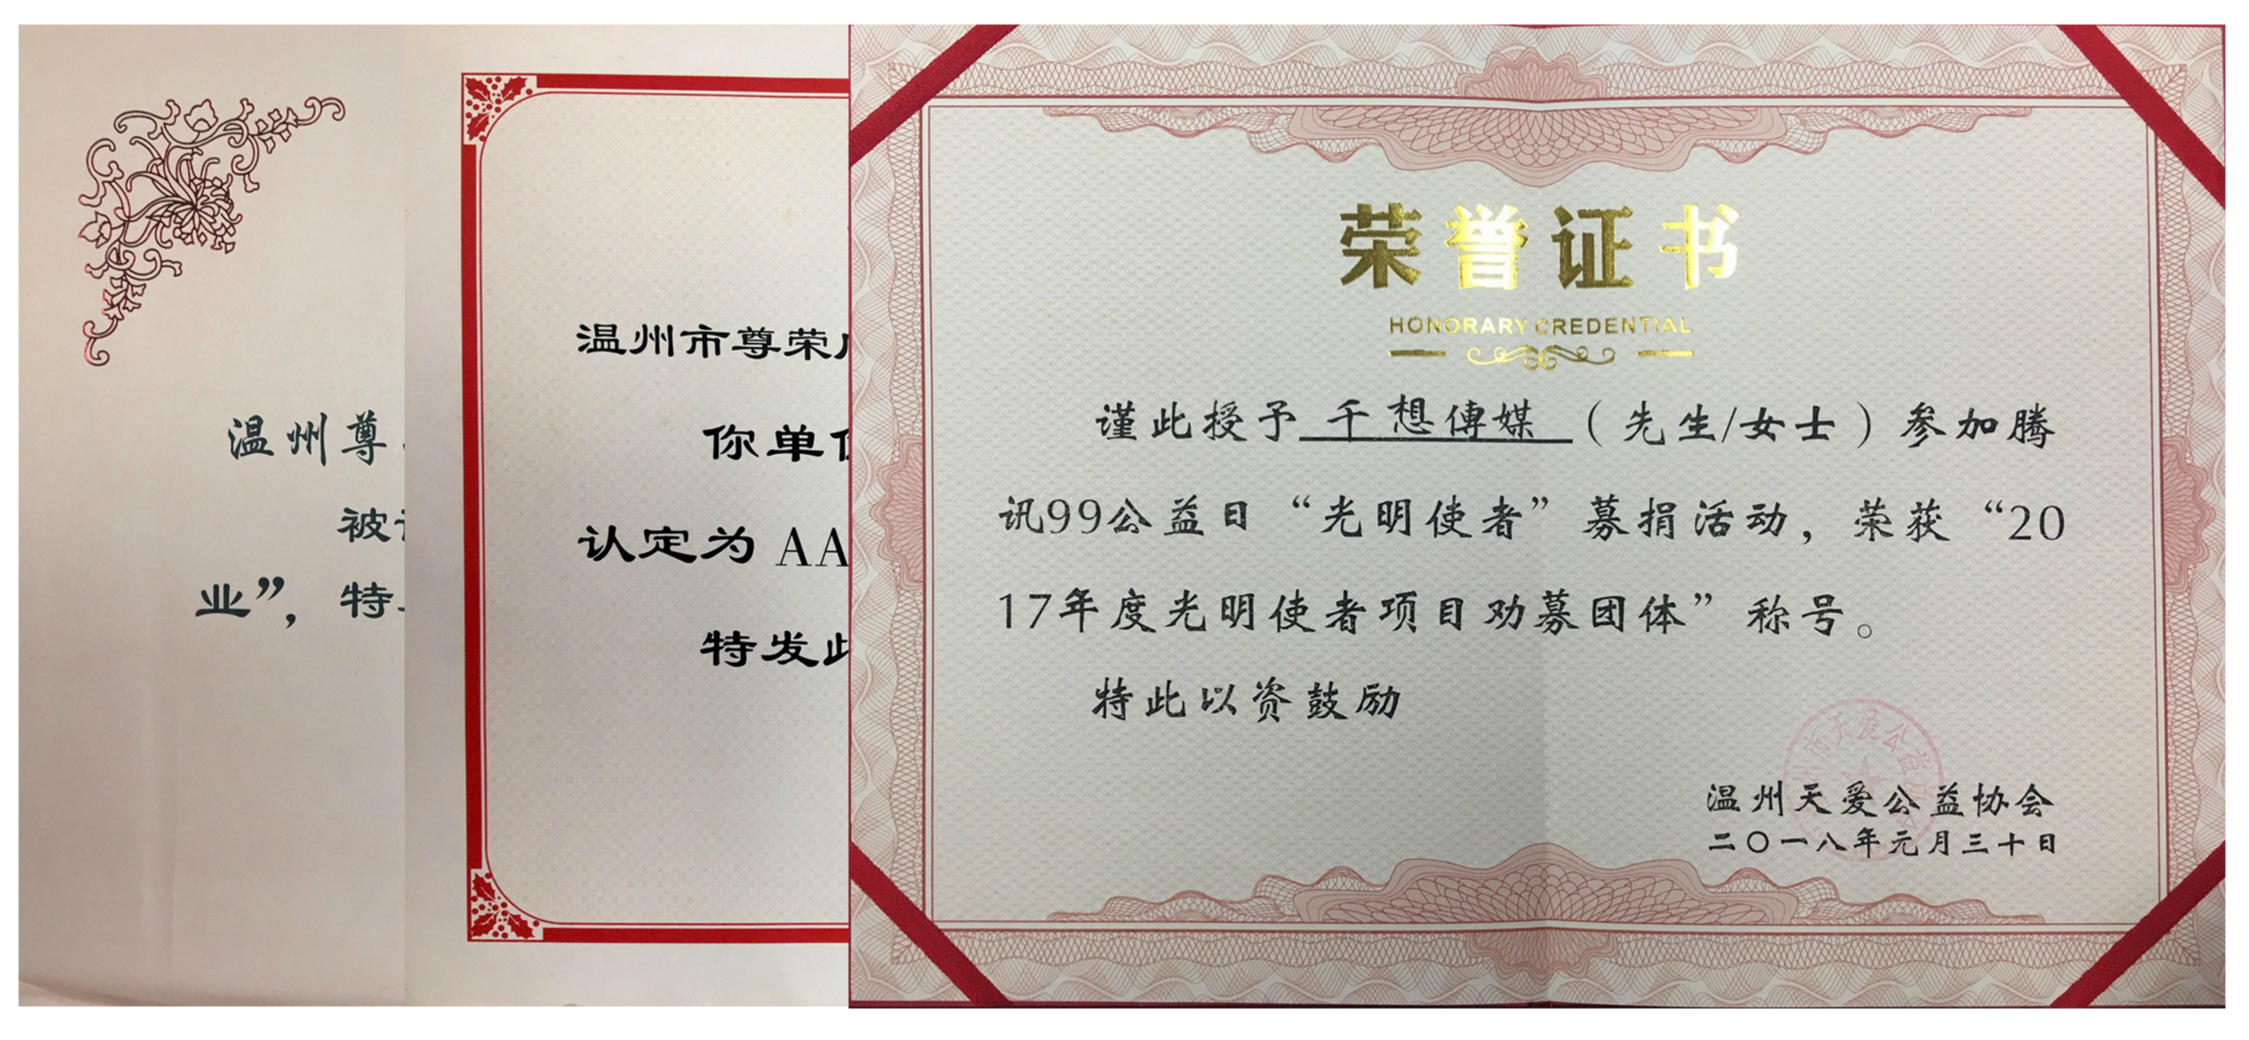 温州尊
被
业”，特
温州市尊荣
你单
认定为 AA
特发此
荣誉证书
HONORARY CREDENTIAL
谨此授予 千想傳媒 （先生/女士）参加腾
讯99公益日“光明使者”募捐活动，荣获“20
17年度光明使者项目劝募团体”称号。
特此以资鼓励
温州天爱公益协会
二〇一八年元月三十日